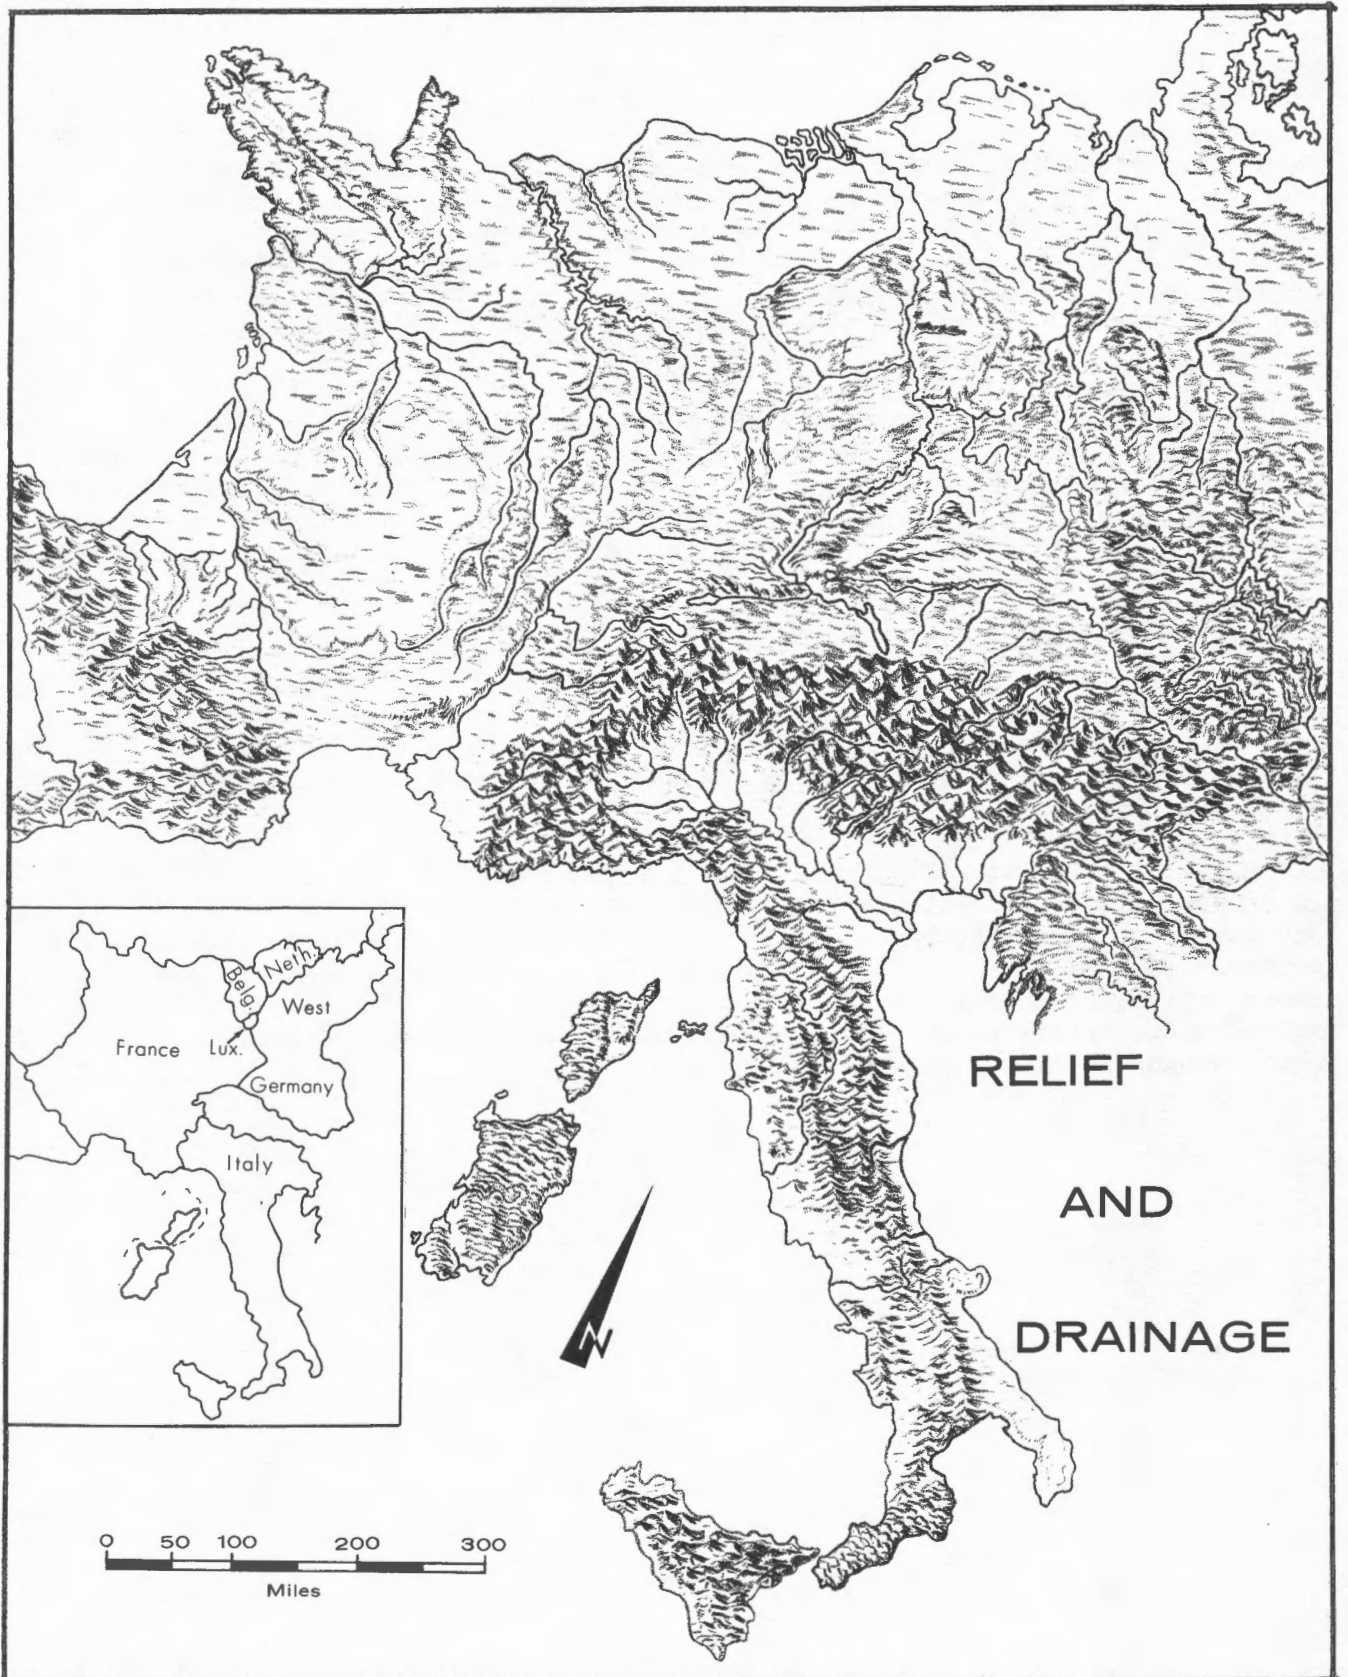 RELIEF
AND
DRAINAGE
N
Belg.
Neth.
West
France
Lux.
Germany
Italy
0 50 100 200 300
Miles